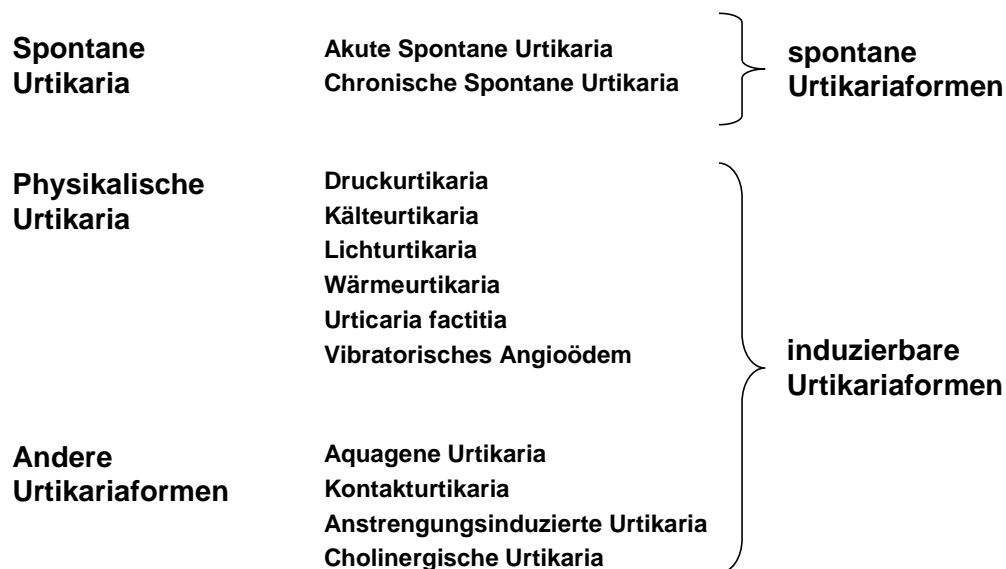 Spontane
Urtikaria
Akute Spontane Urtikaria
Chronische Spontane Urtikaria
spontane
Urtikariaformen
Physikalische
Urtikaria
Druckurtikaria
Kälteurtikaria
Lichturtikaria
Wärmeurtikaria
Urticaria factitia
Vibratorisches Angioödem
induzierbare
Urtikariaformen
Andere
Urtikariaformen
Aquagene Urtikaria
Kontakturtikaria
Anstrengungsinduzierte Urtikaria
Cholinergische Urtikaria